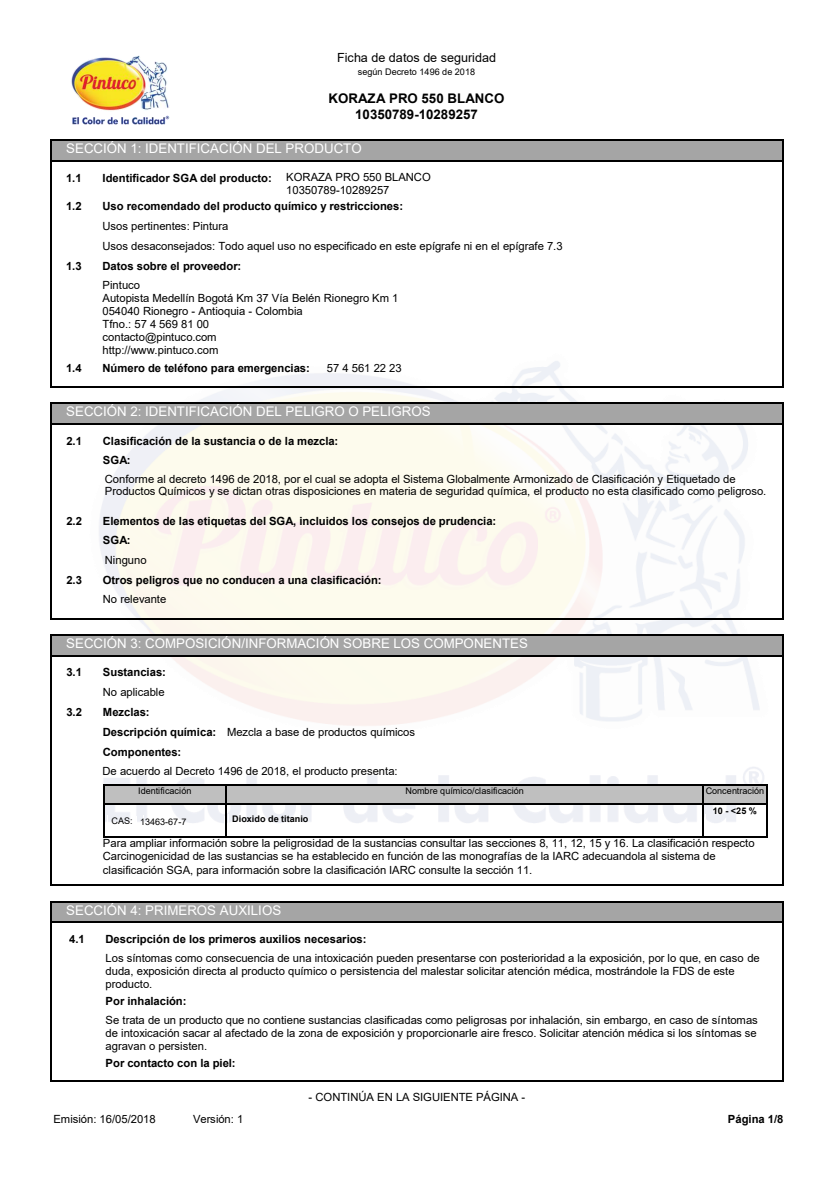 Pintuco®
El Color de la Calidad®
Ficha de datos de seguridad
según Decreto 1496 de 2018
KORAZA PRO 550 BLANCO
10350789-10289257
SECCIÓN 1: IDENTIFICACIÓN DEL PRODUCTO
1.1 Identificador SGA del producto: KORAZA PRO 550 BLANCO
10350789-10289257
1.2 Uso recomendado del producto químico y restricciones:
Usos pertinentes: Pintura
Usos desaconsejados: Todo aquel uso no especificado en este epígrafe ni en el epígrafe 7.3
1.3 Datos sobre el proveedor:
Pintuco
Autopista Medellín Bogotá Km 37 Vía Belén Rionegro Km 1
054040 Rionegro - Antioquia - Colombia
Tfno.: 57 4 569 81 00
contacto@pintuco.com
http://www.pintuco.com
1.4 Número de teléfono para emergencias: 57 4 561 22 23
SECCIÓN 2: IDENTIFICACIÓN DEL PELIGRO O PELIGROS
2.1 Clasificación de la sustancia o de la mezcla:
SGA:
Conforme al decreto 1496 de 2018, por el cual se adopta el Sistema Globalmente Armonizado de Clasificación y Etiquetado de
Productos Químicos y se dictan otras disposiciones en materia de seguridad química, el producto no esta clasificado como peligroso.
2.2 Elementos de las etiquetas del SGA, incluidos los consejos de prudencia:
SGA:
Ninguno
2.3 Otros peligros que no conducen a una clasificación:
No relevante
Pintuco®
SECCIÓN 3: COMPOSICIÓN/INFORMACIÓN SOBRE LOS COMPONENTES
3.1 Sustancias:
No aplicable
3.2 Mezclas:
Descripción química: Mezcla a base de productos químicos
Componentes:
De acuerdo al Decreto 1496 de 2018, el producto presenta:
Identificación Nombre químico/clasificación Concentración
CAS: 13463-67-7 Dioxido de titanio 10 - <25 %
El Color de la Calidad®
Para ampliar información sobre la peligrosidad de la sustancias consultar las secciones 8, 11, 12, 15 y 16. La clasificación respecto
Carcinogenicidad de las sustancias se ha establecido en función de las monografías de la IARC adecuandola al sistema de
clasificación SGA, para información sobre la clasificación IARC consulte la sección 11.
SECCIÓN 4: PRIMEROS AUXILIOS
4.1 Descripción de los primeros auxilios necesarios:
Los síntomas como consecuencia de una intoxicación pueden presentarse con posterioridad a la exposición, por lo que, en caso de
duda, exposición directa al producto químico o persistencia del malestar solicitar atención médica, mostrándole la FDS de este
producto.
Por inhalación:
Se trata de un producto que no contiene sustancias clasificadas como peligrosas por inhalación, sin embargo, en caso de síntomas
de intoxicación sacar al afectado de la zona de exposición y proporcionarle aire fresco. Solicitar atención médica si los síntomas se
agravan o persisten.
Por contacto con la piel:
- CONTINÚA EN LA SIGUIENTE PÁGINA -
Emisión: 16/05/2018 Versión: 1 Página 1/8